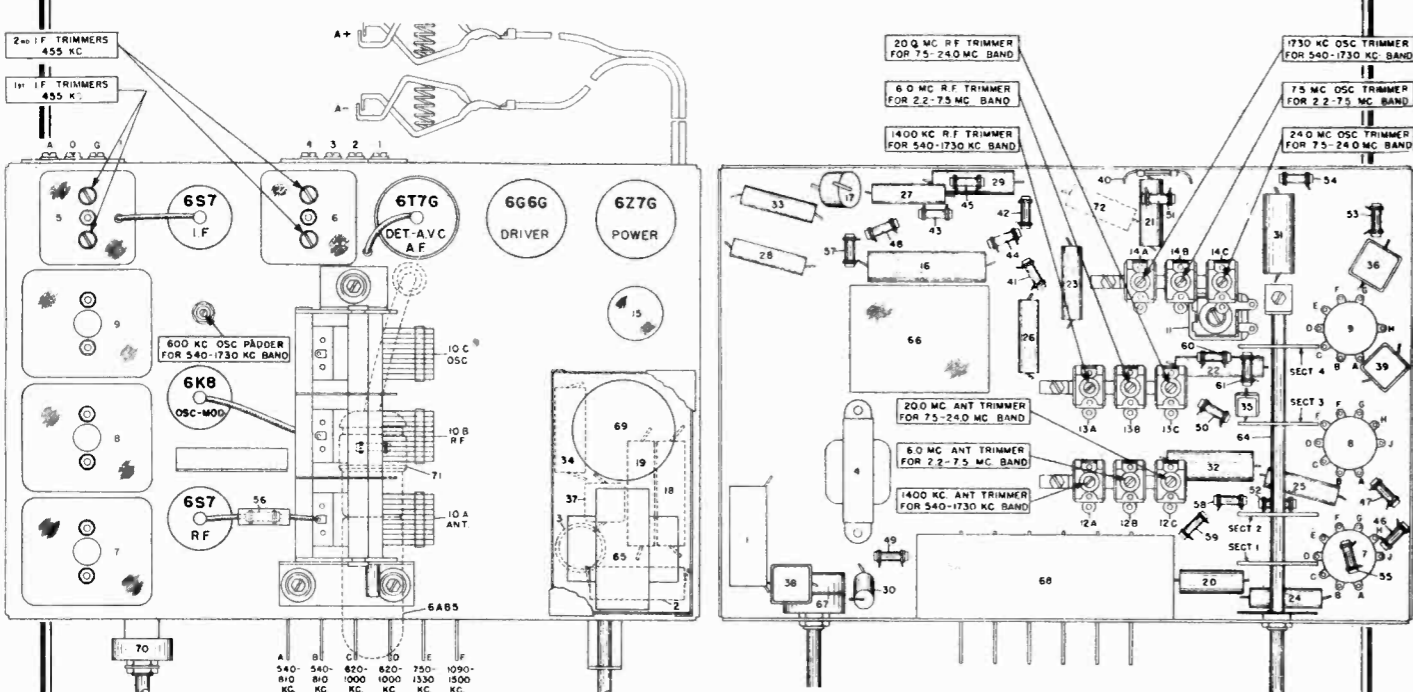 A+
2ND I.F. TRIMMERS
455 KC
1ST I.F. TRIMMERS
455 KC
A-
A D G
4 3 2 1
5
6S7
I.F
6
6T7G
DET-A.V.C
A.F
6G6G
DRIVER
6Z7G
POWER
9
15
600 KC OSC PADDER
FOR 540-1730 KC BAND
10 C
OSC
6K8
OSC-MOD
8
10 B
R F
71
69
34
19
18
37
3
65
2
6S7
R F
56
7
10 A
ANT.
6AB5
70
A B C D E F
540-
810
KC
540-
810
KC
620-
1000
KC
620-
1000
KC
750-
1330
KC
1090-
1500
KC
20.0 MC R F TRIMMER
FOR 7.5-24.0 MC BAND
6.0 MC R.F. TRIMMER
FOR 2.2-7.5 MC BAND
1400 KC R.F TRIMMER
FOR 540-1730 KC BAND
1730 KC OSC TRIMMER
FOR 540-1730 KC BAND
7.5 MC OSC TRIMMER
FOR 2.2-7.5 MC BAND
24.0 MC OSC TRIMMER
FOR 7.5-24.0 MC BAND
33
17
27
45
29
42
40
72
21
51
54
53
31
43
48
57
44
28
16
41
23
14A
14B
14C
36
66
26
11
F G
E
D
9
H
C
B A
60
22
61
SECT 4
39
35
SECT 3
50
13A
13B
13C
20.0 MC ANT TRIMMER
FOR 7.5-24.0 MC BAND
6.0 MC ANT TRIMMER
FOR 2.2-7.5 MC BAND
1400 KC. ANT TRIMMER
FOR 540-1730 KC BAND
64
F G
H
D
8
J
C
A
4
32
52
25
58
47
12A
12B
12C
59
SECT 2
46
SECT 1
F G
E
H
D
7
J
C
B A
55
1
49
38
67
30
68
20
24